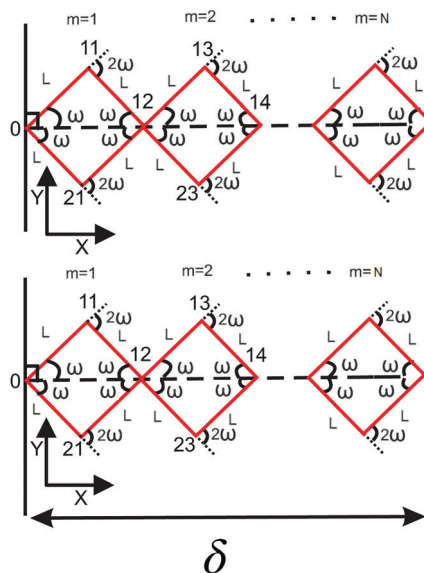 m=1 m=2 m=N
11 13
2ω 2ω 2ω
L L L L L L
12 14
ω ω ω ω ω ω
0
ω ω ω ω ω ω
L L L L L L
21 2ω 23 2ω 2ω
Y
X
m=1 m=2 m=N
11 13
2ω 2ω 2ω
L L L L L L
12 14
ω ω ω ω ω ω
0
ω ω ω ω ω ω
L L L L L L
21 2ω 23 2ω 2ω
Y
X
δ